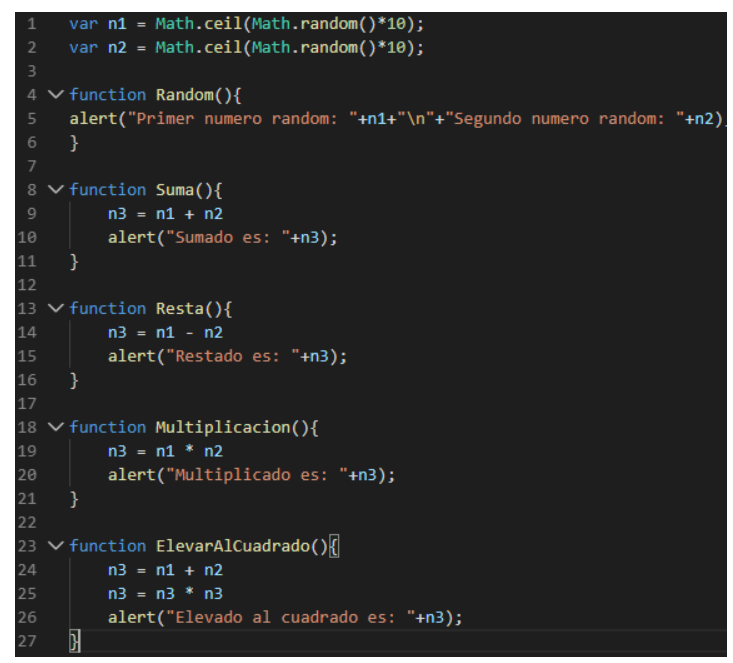 1 var n1 = Math.ceil(Math.random()*10);
2 var n2 = Math.ceil(Math.random()*10);
3
4 function Random(){
5 alert("Primer numero random: "+n1+"\n"+"Segundo numero random: "+n2)
6 }
7
8 function Suma(){
9 n3 = n1 + n2
10 alert("Sumado es: "+n3);
11 }
12
13 function Resta(){
14 n3 = n1 - n2
15 alert("Restado es: "+n3);
16 }
17
18 function Multiplicacion(){
19 n3 = n1 * n2
20 alert("Multiplicado es: "+n3);
21 }
22
23 function ElevarAlCuadrado(){
24 n3 = n1 + n2
25 n3 = n3 * n3
26 alert("Elevado al cuadrado es: "+n3);
27 }